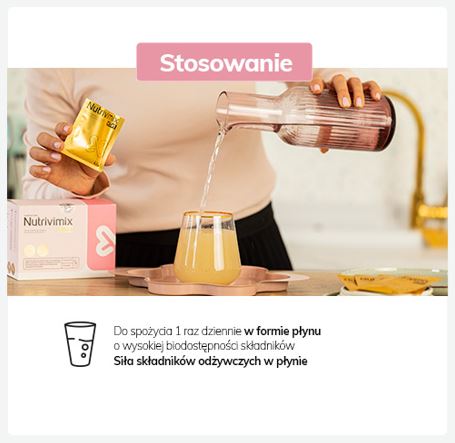 Stosowanie
Nutrivimix
Nutrivimix
Do spożycia 1 raz dziennie w formie płynu
o wysokiej biodostępności składników
Siła składników odżywczych w płynie